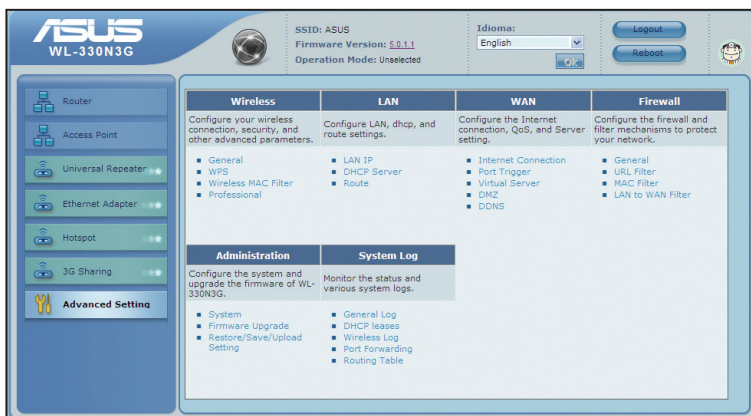 ASUS
WL-330N3G
SSID: ASUS
Firmware Version: 5.0.1.1
Operation Mode: Unselected
Idioma:
English
Ok
Logout
Reboot
Router
Access Point
Universal Repeater
Ethernet Adapter
Hotspot
3G Sharing
Advanced Setting
Wireless
Configure your wireless
connection, security, and
other advanced parameters.
General
WPS
Wireless MAC Filter
Professional
LAN
Configure LAN, dhcp, and
route settings.
LAN IP
DHCP Server
Route
WAN
Configure the Internet
connection, QoS, and Server
setting.
Internet Connection
Port Trigger
Virtual Server
DMZ
DDNS
Firewall
Configure the firewall and
filter mechanisms to protect
your network.
General
URL Filter
MAC Filter
LAN to WAN Filter
Administration
Configure the system and
upgrade the firmware of WL-
330N3G.
System
Firmware Upgrade
Restore/Save/Upload
Setting
System Log
Monitor the status and
various system logs.
General Log
DHCP leases
Wireless Log
Port Forwarding
Routing Table